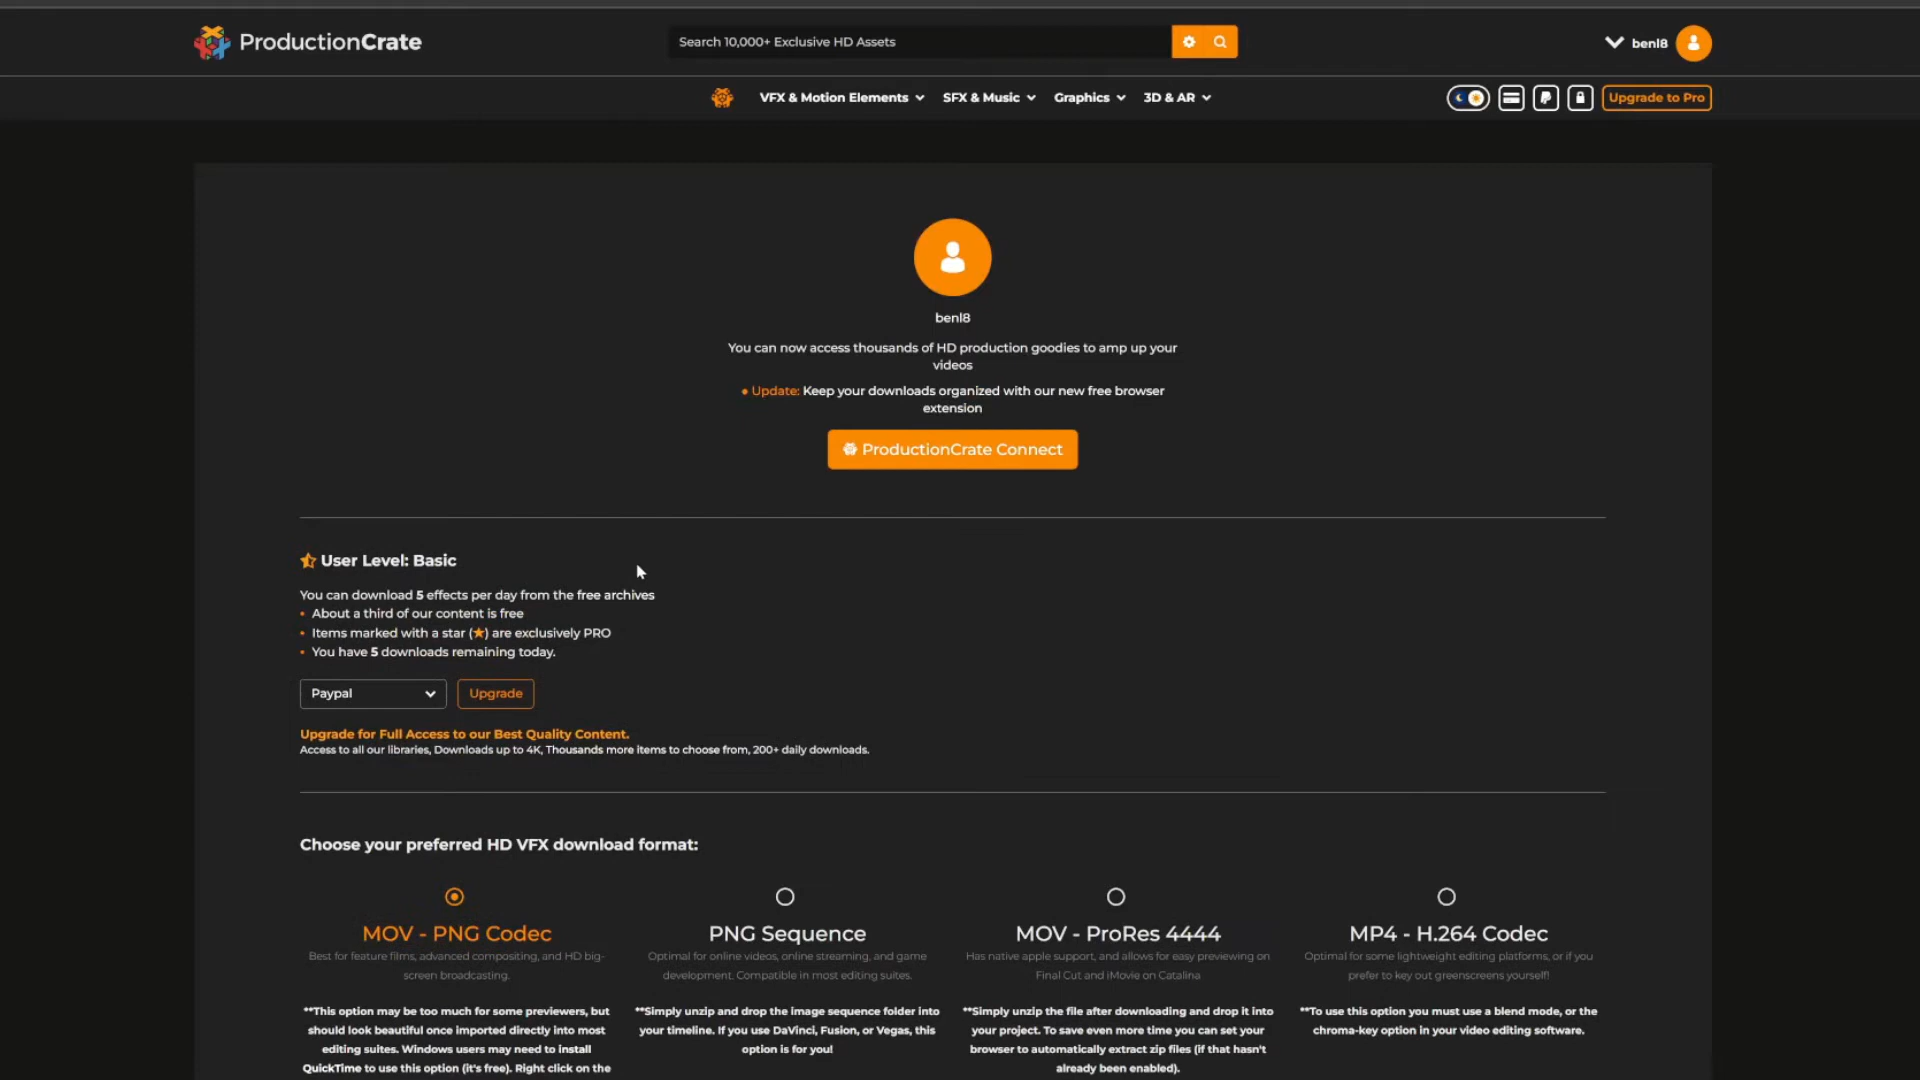 ProductionCrate
Search 10,000+ Exclusive HD Assets
benl8
VFX & Motion Elements
SFX & Music
Graphics
3D & AR
Upgrade to Pro
benl8
You can now access thousands of HD production goodies to amp up your
videos
• Update: Keep your downloads organized with our new free browser
extension
ProductionCrate Connect
User Level: Basic
You can download 5 effects per day from the free archives
• About a third of our content is free
• Items marked with a star (★) are exclusively PRO
• You have 5 downloads remaining today.
Paypal
Upgrade
Upgrade for Full Access to our Best Quality Content.
Access to all our libraries, Downloads up to 4K, Thousands more items to choose from, 200+ daily downloads.
Choose your preferred HD VFX download format:
MOV - PNG Codec
Best for feature films, advanced compositing, and HD big-
screen broadcasting.
**This option may be too much for some previewers, but
should look beautiful once imported directly into most
editing suites. Windows users may need to install
QuickTime to use this option (it's free). Right click on the
PNG Sequence
Optimal for online videos, online streaming, and game
development. Compatible in most editing suites.
**Simply unzip and drop the image sequence folder into
your timeline. If you use DaVinci, Fusion, or Vegas, this
option is for you!
MOV - ProRes 4444
Has native apple support, and allows for easy previewing on
Final Cut and iMovie on Catalina
**Simply unzip the file after downloading and drop it into
your project. To save even more time you can set your
browser to automatically extract zip files (if that hasn't
already been enabled).
MP4 - H.264 Codec
Optimal for some lightweight editing platforms, or if you
prefer to key out greenscreens yourself!
**To use this option you must use a blend mode, or the
chroma-key option in your video editing software.